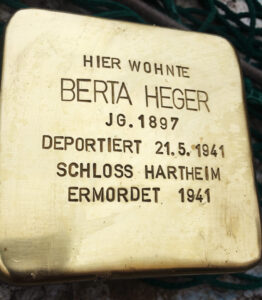 HIER WOHNTE
BERTA HEGER
JG. 1897
DEPORTIERT 21.5.1941
SCHLOSS HARTHEIM
ERMORDET 1941